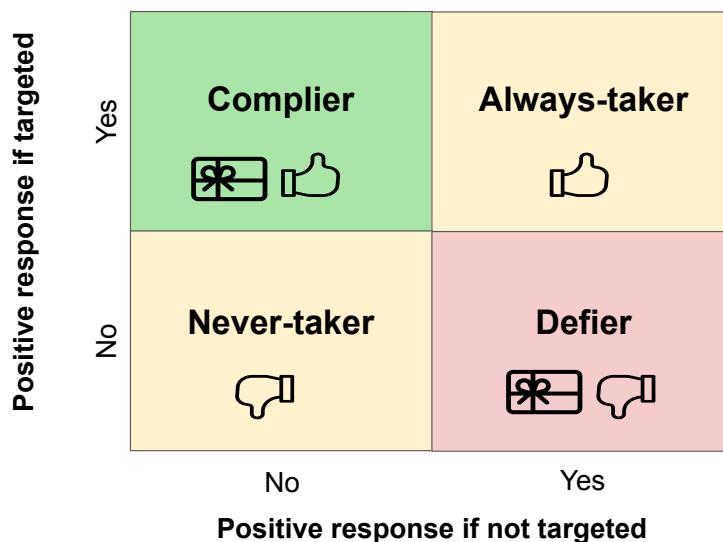 Positive response if targeted
Yes
Complier
Always-taker
No
Never-taker
Defier
No
Yes
Positive response if not targeted